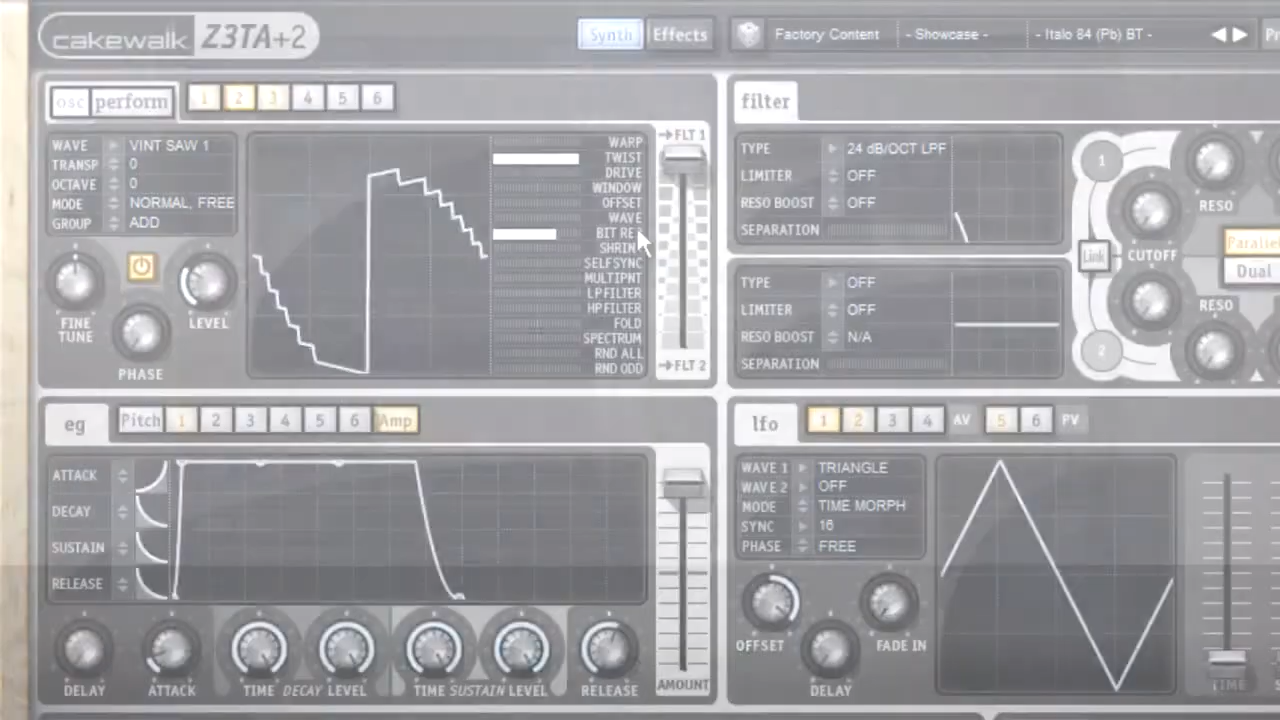 cakewalk Z3TA+2
Synth Effects
Factory Content - Showcase - - Italo 84 (Pb) BT -
osc perform 1 2 3 4 5 6
WAVE VINT SAW 1
TRANSP 0
OCTAVE 0
MODE NORMAL, FREE
GROUP ADD
FINE TUNE
PHASE
LEVEL
WARP
TWIST
DRIVE
WINDOW
OFFSET
WAVE
BIT RE
SHRIN
SELFSYNC
MULTIPNT
LPFILTER
HPFILTER
FOLD
SPECTRUM
RND ALL
RND ODD
FLT 1
FLT 2
filter
TYPE 24 dB/OCT LPF
LIMITER OFF
RESO BOOST OFF
SEPARATION
TYPE OFF
LIMITER OFF
RESO BOOST N/A
SEPARATION
1
Link
2
CUTOFF
RESO
RESO
Parallel
Dual
eg Pitch 1 2 3 4 5 6 Amp
ATTACK
DECAY
SUSTAIN
RELEASE
DELAY ATTACK TIME DECAY LEVEL TIME SUSTAIN LEVEL RELEASE
AMOUNT
lfo 1 2 3 4 AV 5 6 PV
WAVE 1 TRIANGLE
WAVE 2 OFF
MODE TIME MORPH
SYNC 16
PHASE FREE
OFFSET
DELAY
FADE IN
TIME